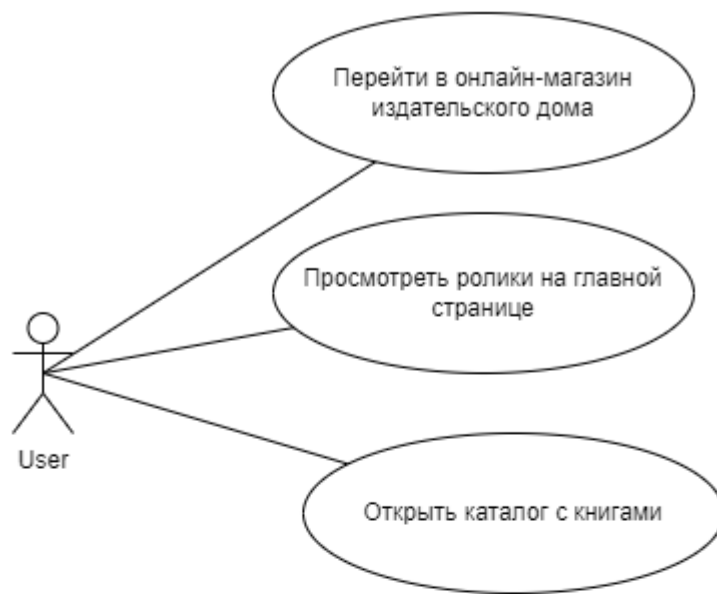 Перейти в онлайн-магазин
издательского дома
Просмотреть ролики на главной
странице
User
Открыть каталог с книгами